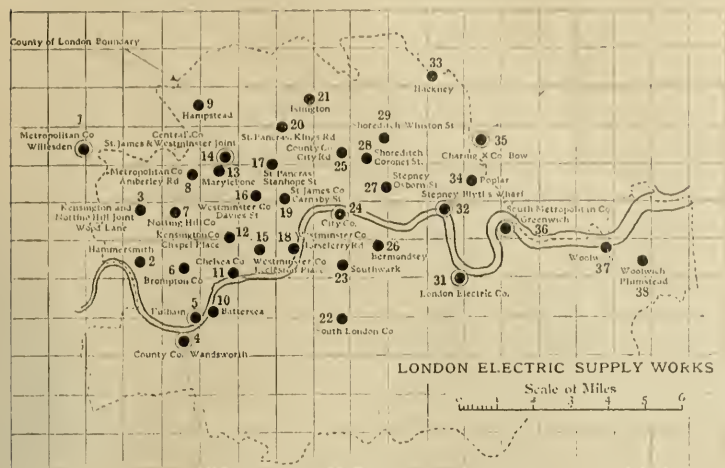 County of London Boundary
33
Hackney
9
Hampstead
21
Islington
1
Metropolitan Co
Willesden
Central Co
St. James & Westminster Joint
14
20
St. Pancras, Kings Rd
29
Shoreditch Whiston St.
35
Charing X Co. Bow
County Co
City Rd
25
28
Shoreditch
Coronet St.
Metropolitan Co
Amberley Rd
8
13
Marylebone
17
St. Pancras
Stanhope St
Stepney
Osborn St
27
34
Poplar
Stepney Blyth's Wharf
32
3
Kensington and
Notting Hill Joint
Wood Lane
7
Notting Hill Co
16
Westminster Co
Davies St
St James Co
Carnaby St
19
24
City Co.
South Metropolitan Co
Greenwich
36
Hammersmith
2
Kensington Co
Chapel Place
12
15
18
Westminster Co
Horseferry Rd
Westminster Co
Eccleston Place
26
Bermondsey
37
Woolwich
Woolwich
Plumstead
38
6
Brompton Co
Chelsea Co
11
Southwark
23
31
London Electric Co.
5
Fulham
10
Battersea
22
South London Co
4
County Co. Wandsworth
LONDON ELECTRIC SUPPLY WORKS
Scale of Miles
0 1 2 3 4 5 6